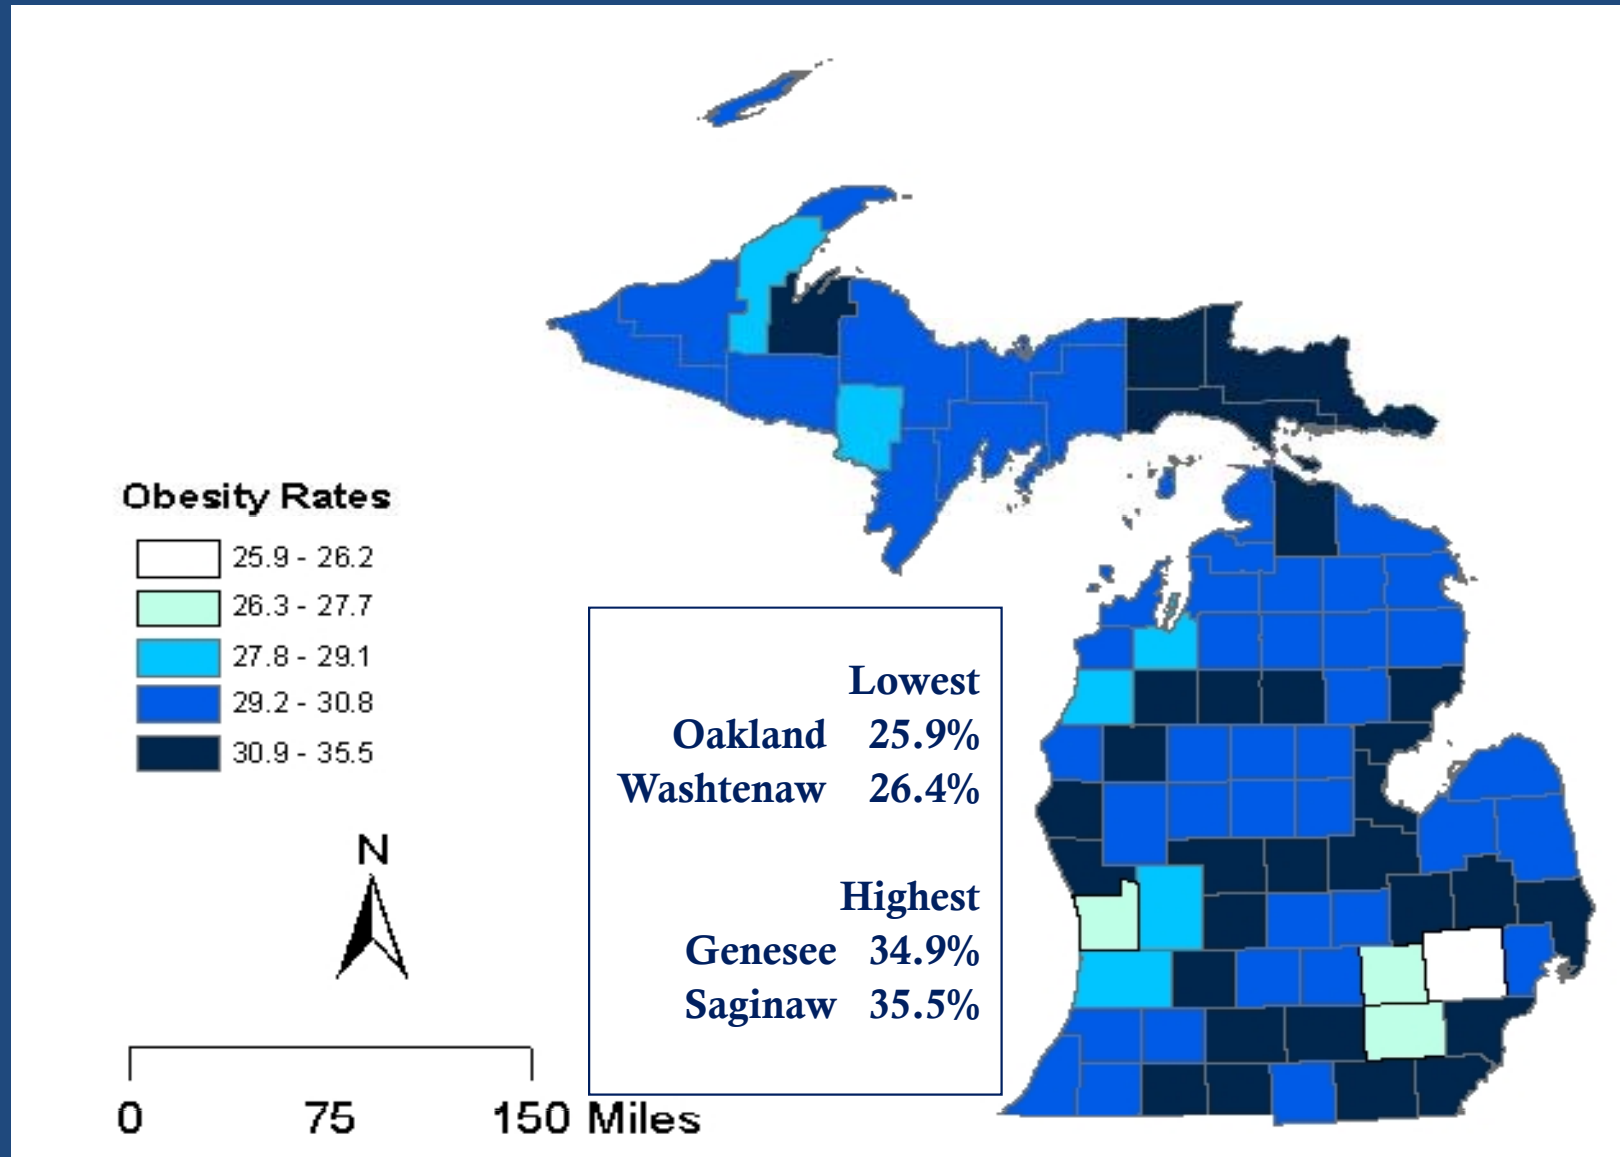 Obesity Rates
25.9 - 26.2
26.3 - 27.7
27.8 - 29.1
29.2 - 30.8
30.9 - 35.5
N
0 75 150 Miles
Lowest
Oakland 25.9%
Washtenaw 26.4%
Highest
Genesee 34.9%
Saginaw 35.5%